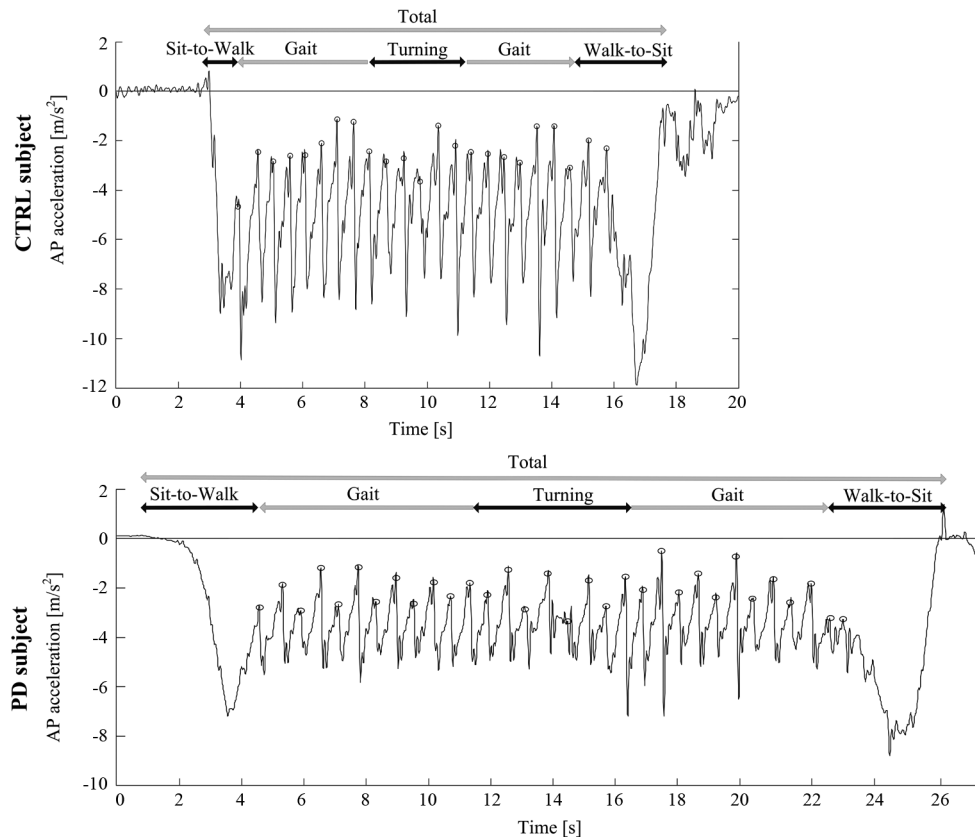 Total
Sit-to-Walk Gait Turning Gait Walk-to-Sit
2
0
-2
-4
-6
-8
-10
-12
CTRL subject
AP acceleration [m/s²]
0 2 4 6 8 10 12 14 16 18 20
Time [s]
Total
Sit-to-Walk Gait Turning Gait Walk-to-Sit
2
0
-2
-4
-6
-8
-10
PD subject
AP acceleration [m/s²]
0 2 4 6 8 10 12 14 16 18 20 22 24 26
Time [s]